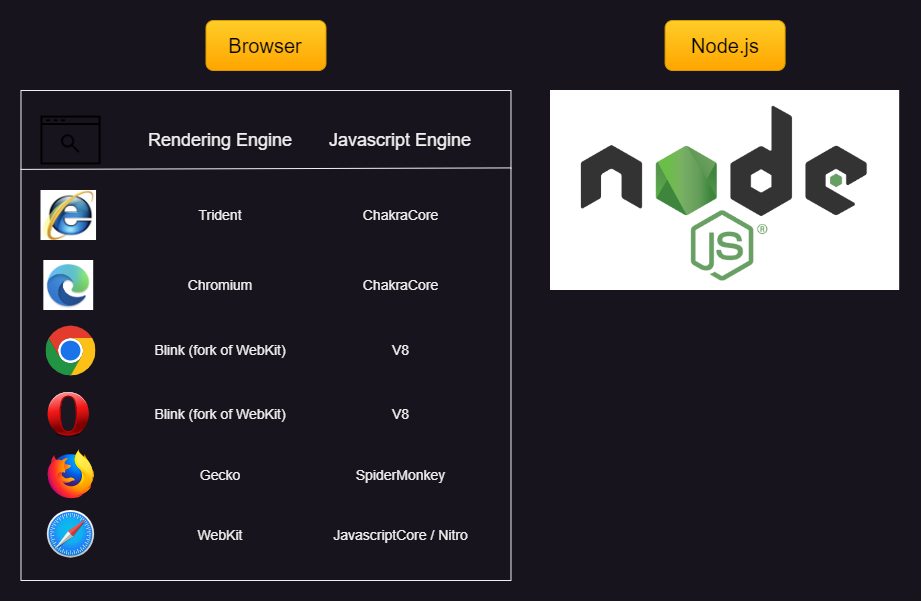 Browser
Node.js
Rendering Engine Javascript Engine
Trident ChakraCore
Chromium ChakraCore
Blink (fork of WebKit) V8
Blink (fork of WebKit) V8
Gecko SpiderMonkey
WebKit JavascriptCore / Nitro
node
JS ®